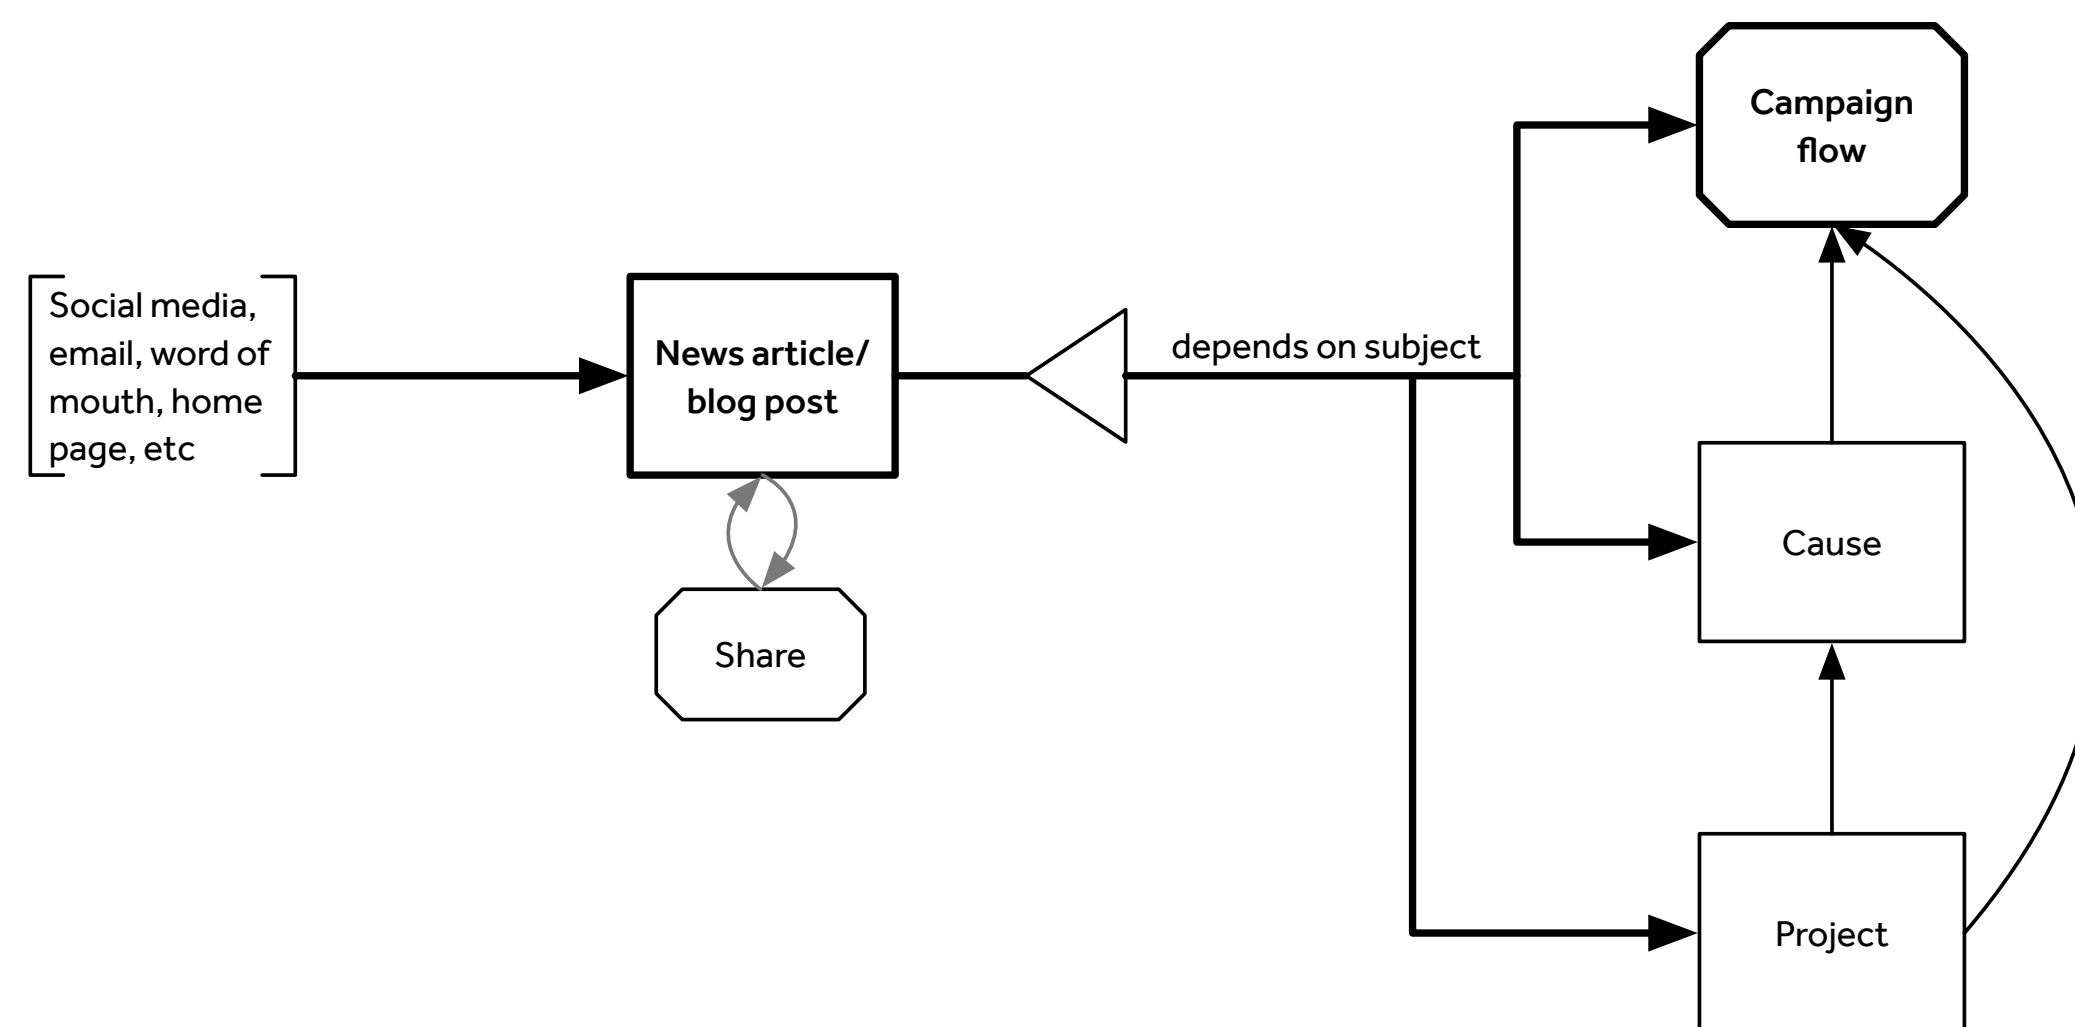 Social media,
email, word of
mouth, home
page, etc
News article/
blog post
Share
depends on subject
Campaign
flow
Cause
Project